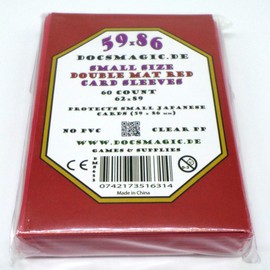 59x86
DOCSMAGIC.DE
SMALL SIZE
DOUBLE MAT RED
CARD SLEEVES
60 COUNT
62x89
PROTECTS SMALL JAPANESE
CARDS (59 x 86 mm)
NO PVC CLEAR PP
WWW.DOCSMAGIC.DE
GAMES & SUPPLIES
CE
0742173516314
Made in China